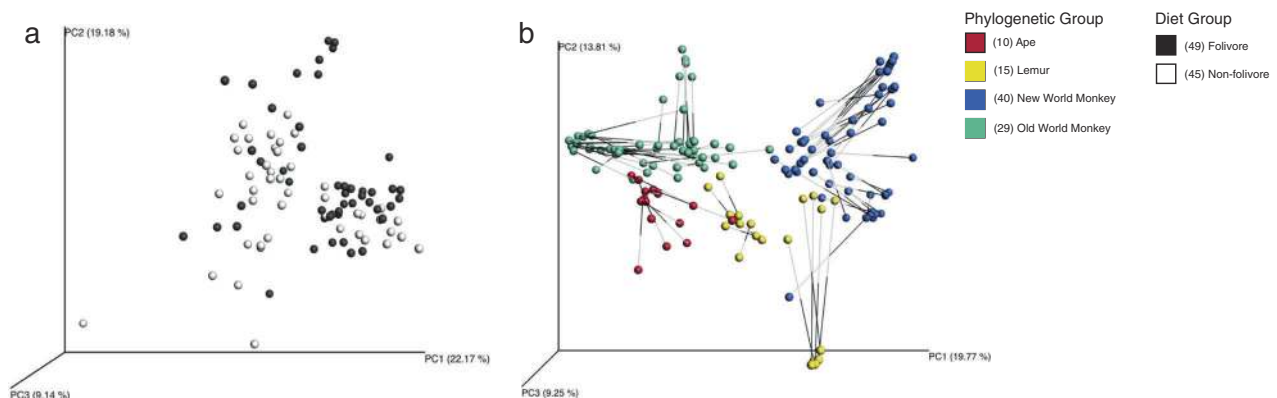 a
PC2 (19.18 %)
PC1 (22.17 %)
PC3 (9.14 %)
b
PC2 (13.81 %)
PC1 (19.77 %)
PC3 (9.25 %)
Phylogenetic Group
(10) Ape
(15) Lemur
(40) New World Monkey
(29) Old World Monkey
Diet Group
(49) Folivore
(45) Non-folivore